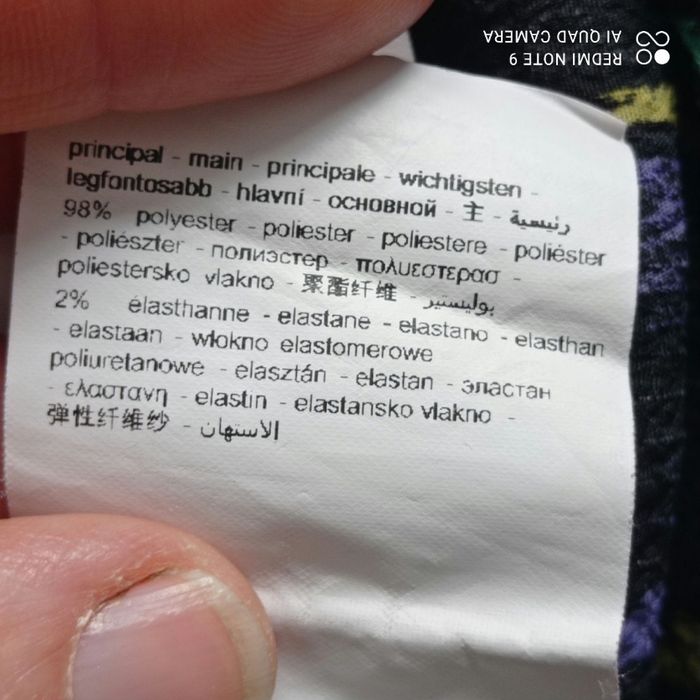 principal - main - principale - wichtigsten -
legfontosabb - hlavní - основной - 主 - رئيسية
98% polyester - poliester - poliestere - poliéster
- poliészter - полиэстер - πολυεστερασ -
poliestersko vlakno - 聚酯纤维 - بوليستير
2% élasthanne - elastane - elastano - elasthan
- elastaan - włokno elastomerowe
poliuretanowe - elasztán - elastan - эластан
- ελαστανη - elastin - elastansko vlakno -
弹性纤维纱 - الاستهان
REDMI NOTE 9
AI QUAD CAMERA